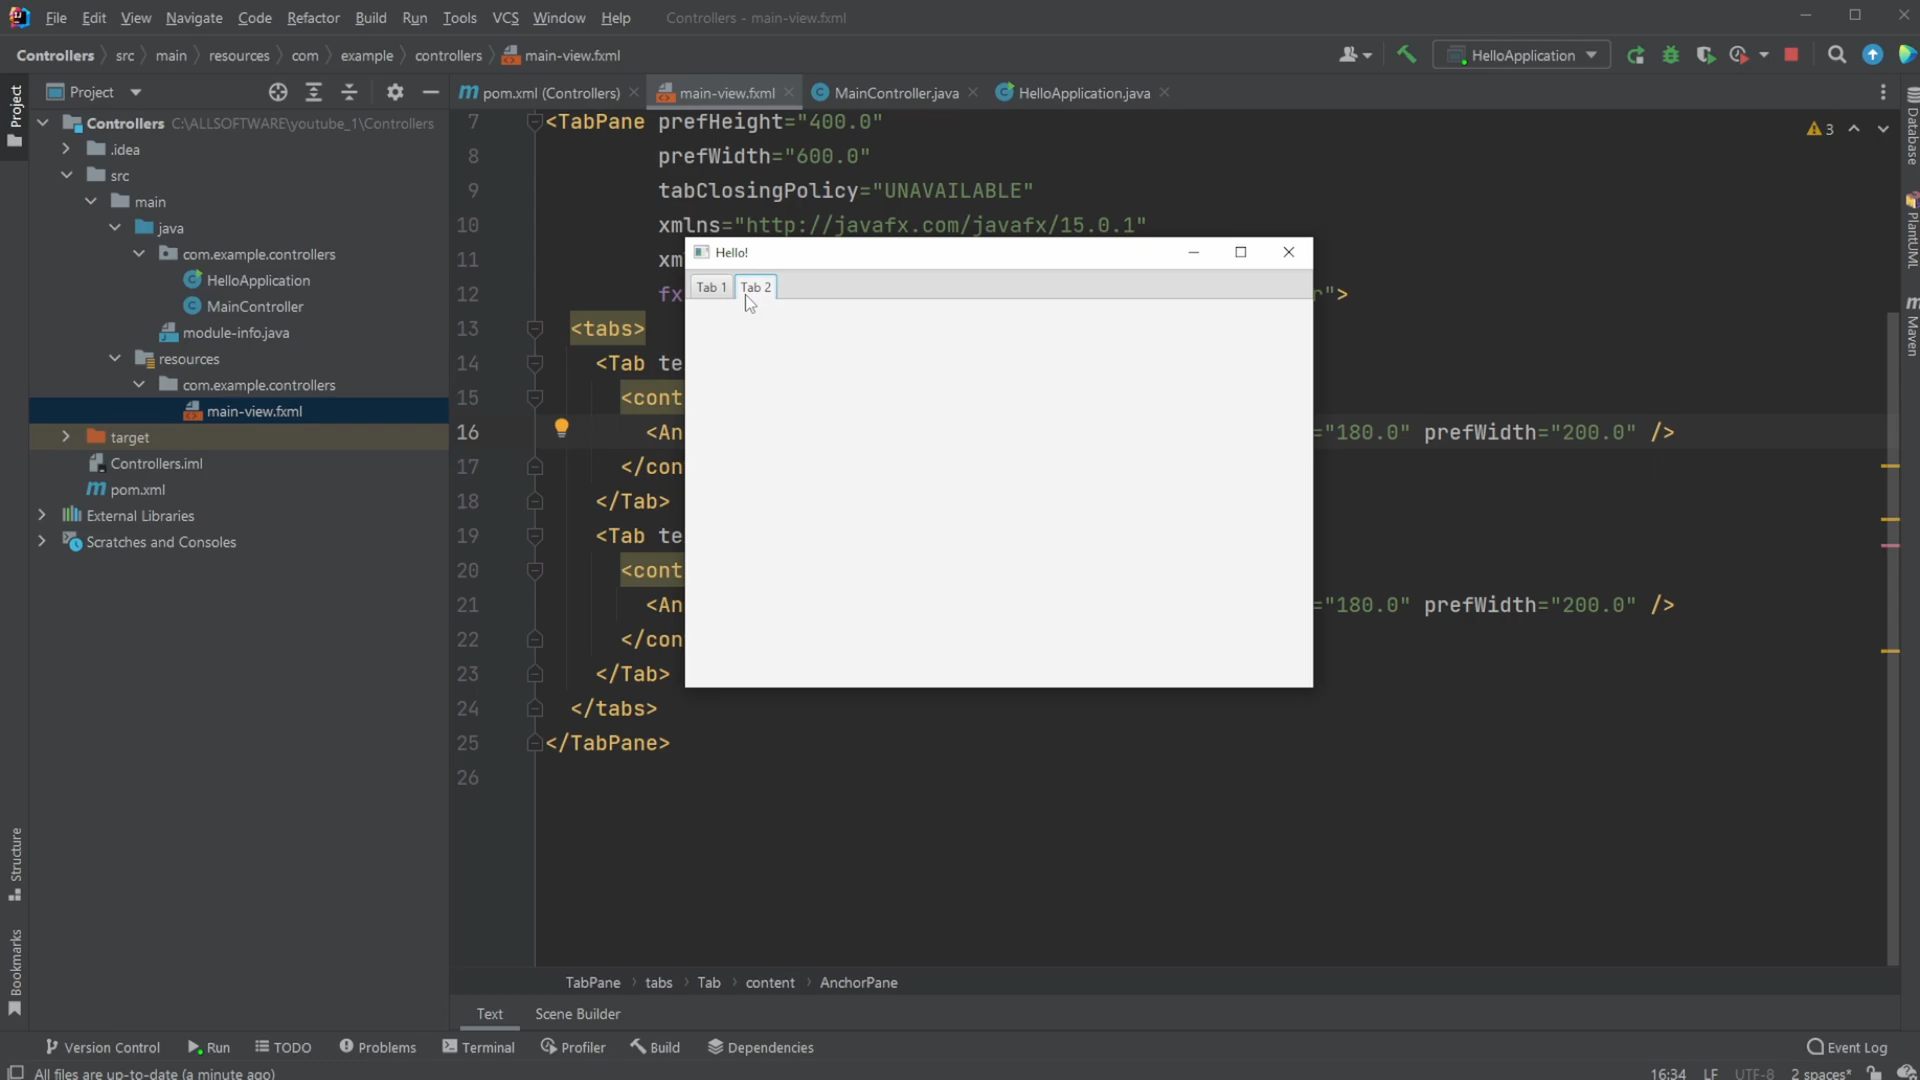 File Edit View Navigate Code Refactor Build Run Tools VCS Window Help Controllers - main-view.fxml
Controllers src main resources com example controllers main-view.fxml HelloApplication
Project
Project
pom.xml (Controllers) main-view.fxml MainController.java HelloApplication.java
Controllers C:\ALLSOFTWARE\youtube_1\Controllers
.idea
src
main
java
com.example.controllers
HelloApplication
MainController
module-info.java
resources
com.example.controllers
main-view.fxml
target
Controllers.iml
pom.xml
External Libraries
Scratches and Consoles
7 <TabPane prefHeight="400.0"
8 prefWidth="600.0"
9 tabClosingPolicy="UNAVAILABLE"
10 xmlns="http://javafx.com/javafx/15.0.1"
11 xm
12 fx r">
13 <tabs>
14 <Tab te
15 <cont
16 <An ="180.0" prefWidth="200.0" />
17 </con
18 </Tab>
19 <Tab te
20 <cont
21 <An ="180.0" prefWidth="200.0" />
22 </con
23 </Tab>
24 </tabs>
25 </TabPane>
26
3
Hello!
Tab 1 Tab 2
Database
PlantUML
Maven
Structure
Bookmarks
TabPane tabs Tab content AnchorPane
Text Scene Builder
Version Control Run TODO Problems Terminal Profiler Build Dependencies Event Log
All files are up-to-date (a minute ago) 16:34 LF UTF-8 2 spaces*